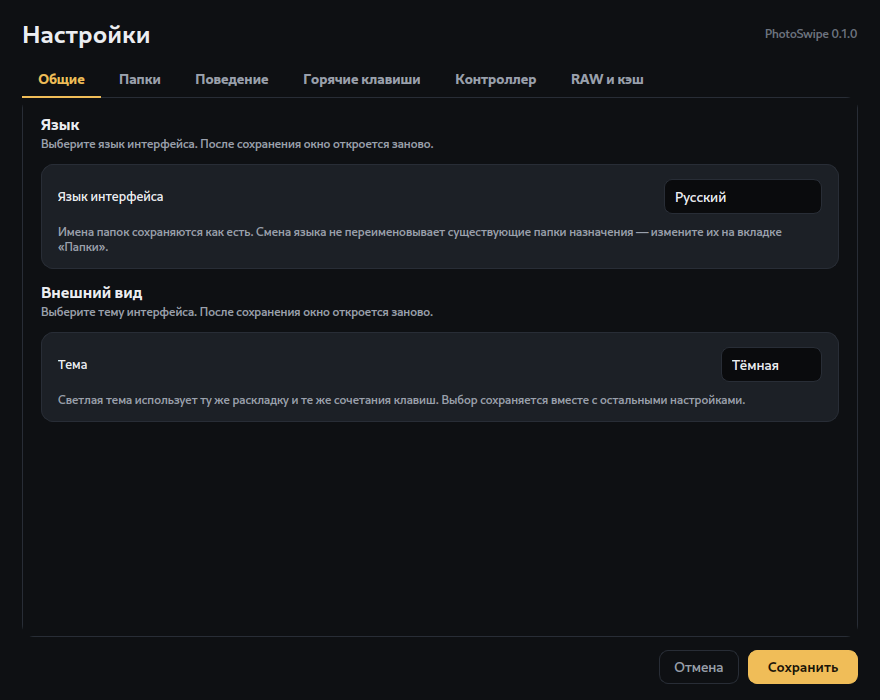 Настройки
PhotoSwipe 0.1.0
Общие Папки Поведение Горячие клавиши Контроллер RAW и кэш
Язык
Выберите язык интерфейса. После сохранения окно откроется заново.
Язык интерфейса Русский
Имена папок сохраняются как есть. Смена языка не переименовывает существующие папки назначения — измените их на вкладке
«Папки».
Внешний вид
Выберите тему интерфейса. После сохранения окно откроется заново.
Тема Тёмная
Светлая тема использует ту же раскладку и те же сочетания клавиш. Выбор сохраняется вместе с остальными настройками.
Отмена Сохранить